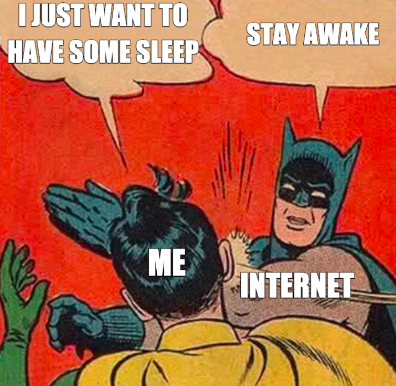 I JUST WANT TO
HAVE SOME SLEEP
STAY AWAKE
ME
INTERNET